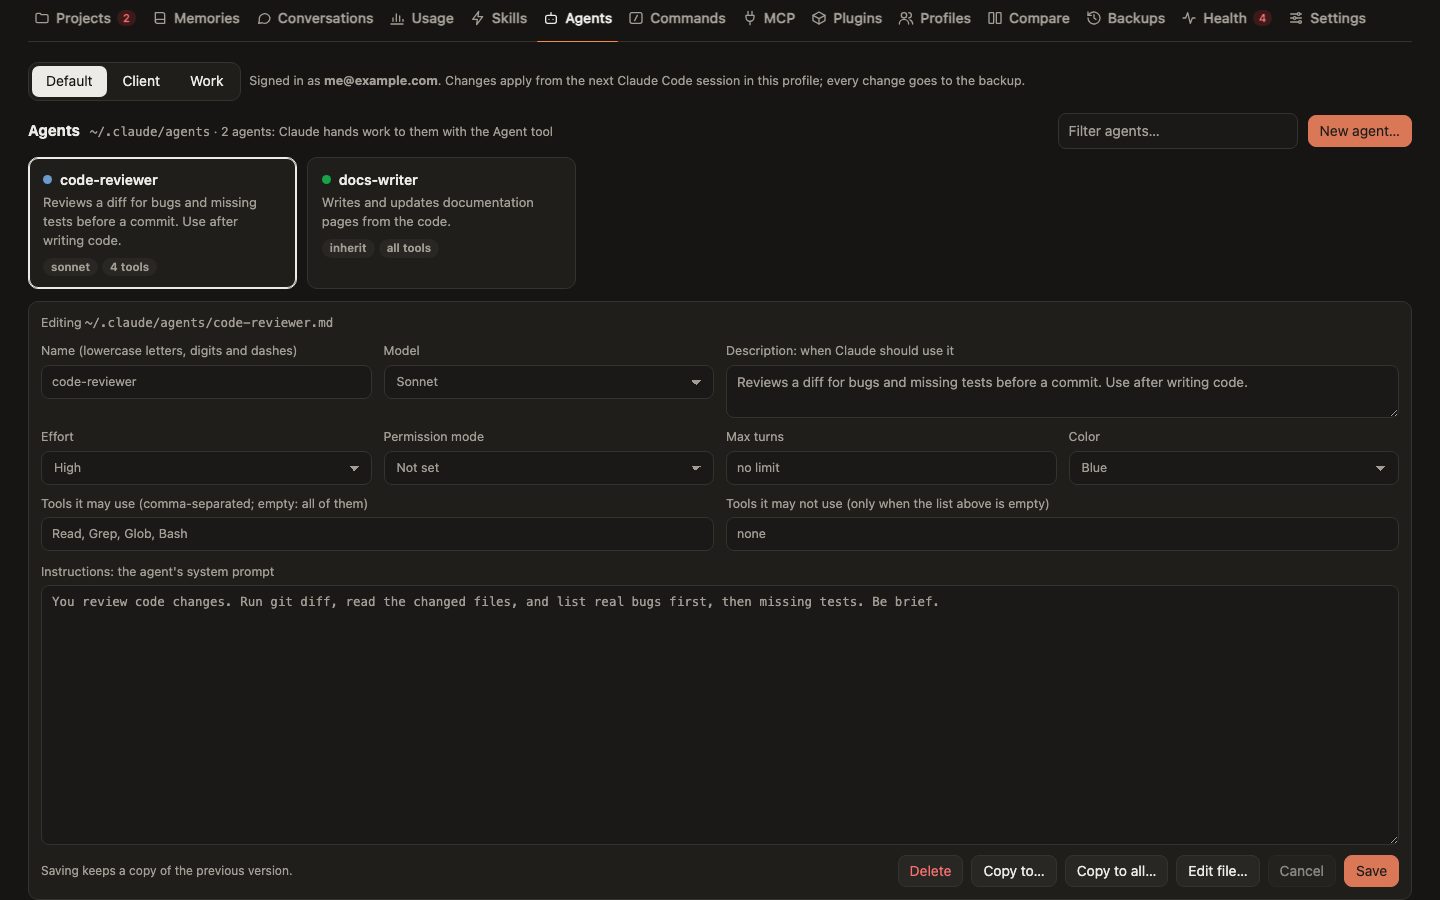 Projects 2 Memories Conversations Usage Skills Agents Commands MCP Plugins Profiles Compare Backups Health 4 Settings
Default Client Work Signed in as me@example.com. Changes apply from the next Claude Code session in this profile; every change goes to the backup.
Agents ~/.claude/agents · 2 agents: Claude hands work to them with the Agent tool
Filter agents... New agent...
code-reviewer
Reviews a diff for bugs and missing
tests before a commit. Use after
writing code.
sonnet 4 tools
docs-writer
Writes and updates documentation
pages from the code.
inherit all tools
Editing ~/.claude/agents/code-reviewer.md
Name (lowercase letters, digits and dashes) Model Description: when Claude should use it
code-reviewer Sonnet Reviews a diff for bugs and missing tests before a commit. Use after writing code.
Effort Permission mode Max turns Color
High Not set no limit Blue
Tools it may use (comma-separated; empty: all of them) Tools it may not use (only when the list above is empty)
Read, Grep, Glob, Bash none
Instructions: the agent's system prompt
You review code changes. Run git diff, read the changed files, and list real bugs first, then missing tests. Be brief.
Saving keeps a copy of the previous version. Delete Copy to... Copy to all... Edit file... Cancel Save